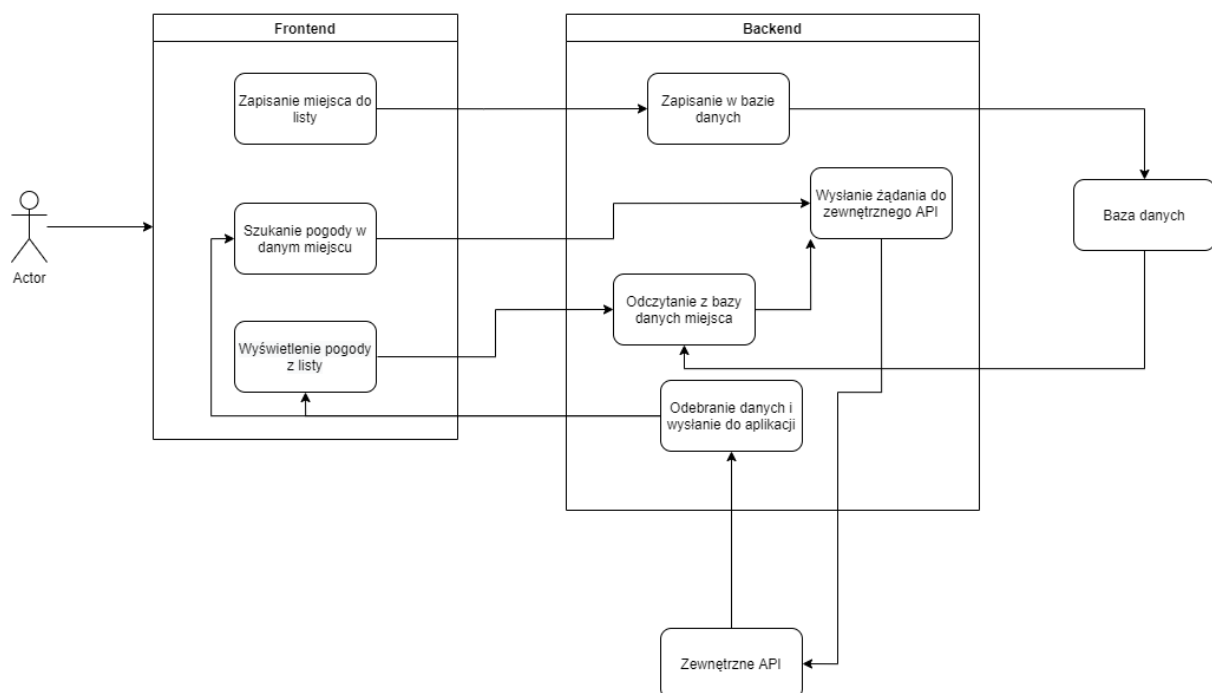 Frontend
Backend
Zapisanie miejsca do
listy
Zapisanie w bazie
danych
Wysłanie żądania do
zewnętrznego API
Baza danych
Actor
Szukanie pogody w
danym miejscu
Odczytanie z bazy
danych miejsca
Wyświetlenie pogody
z listy
Odebranie danych i
wysłanie do aplikacji
Zewnętrzne API